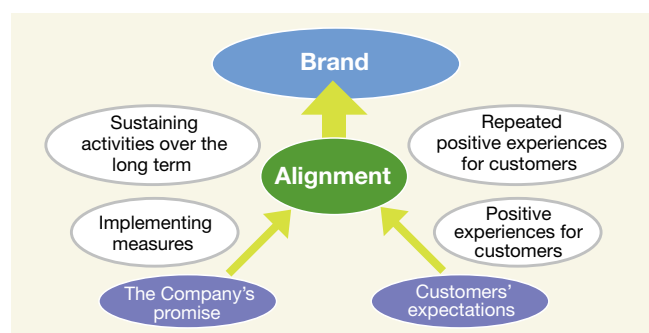 Brand
Sustaining
activities over the
long term
Repeated
positive experiences
for customers
Alignment
Implementing
measures
Positive
experiences for
customers
The Company's
promise
Customers'
expectations